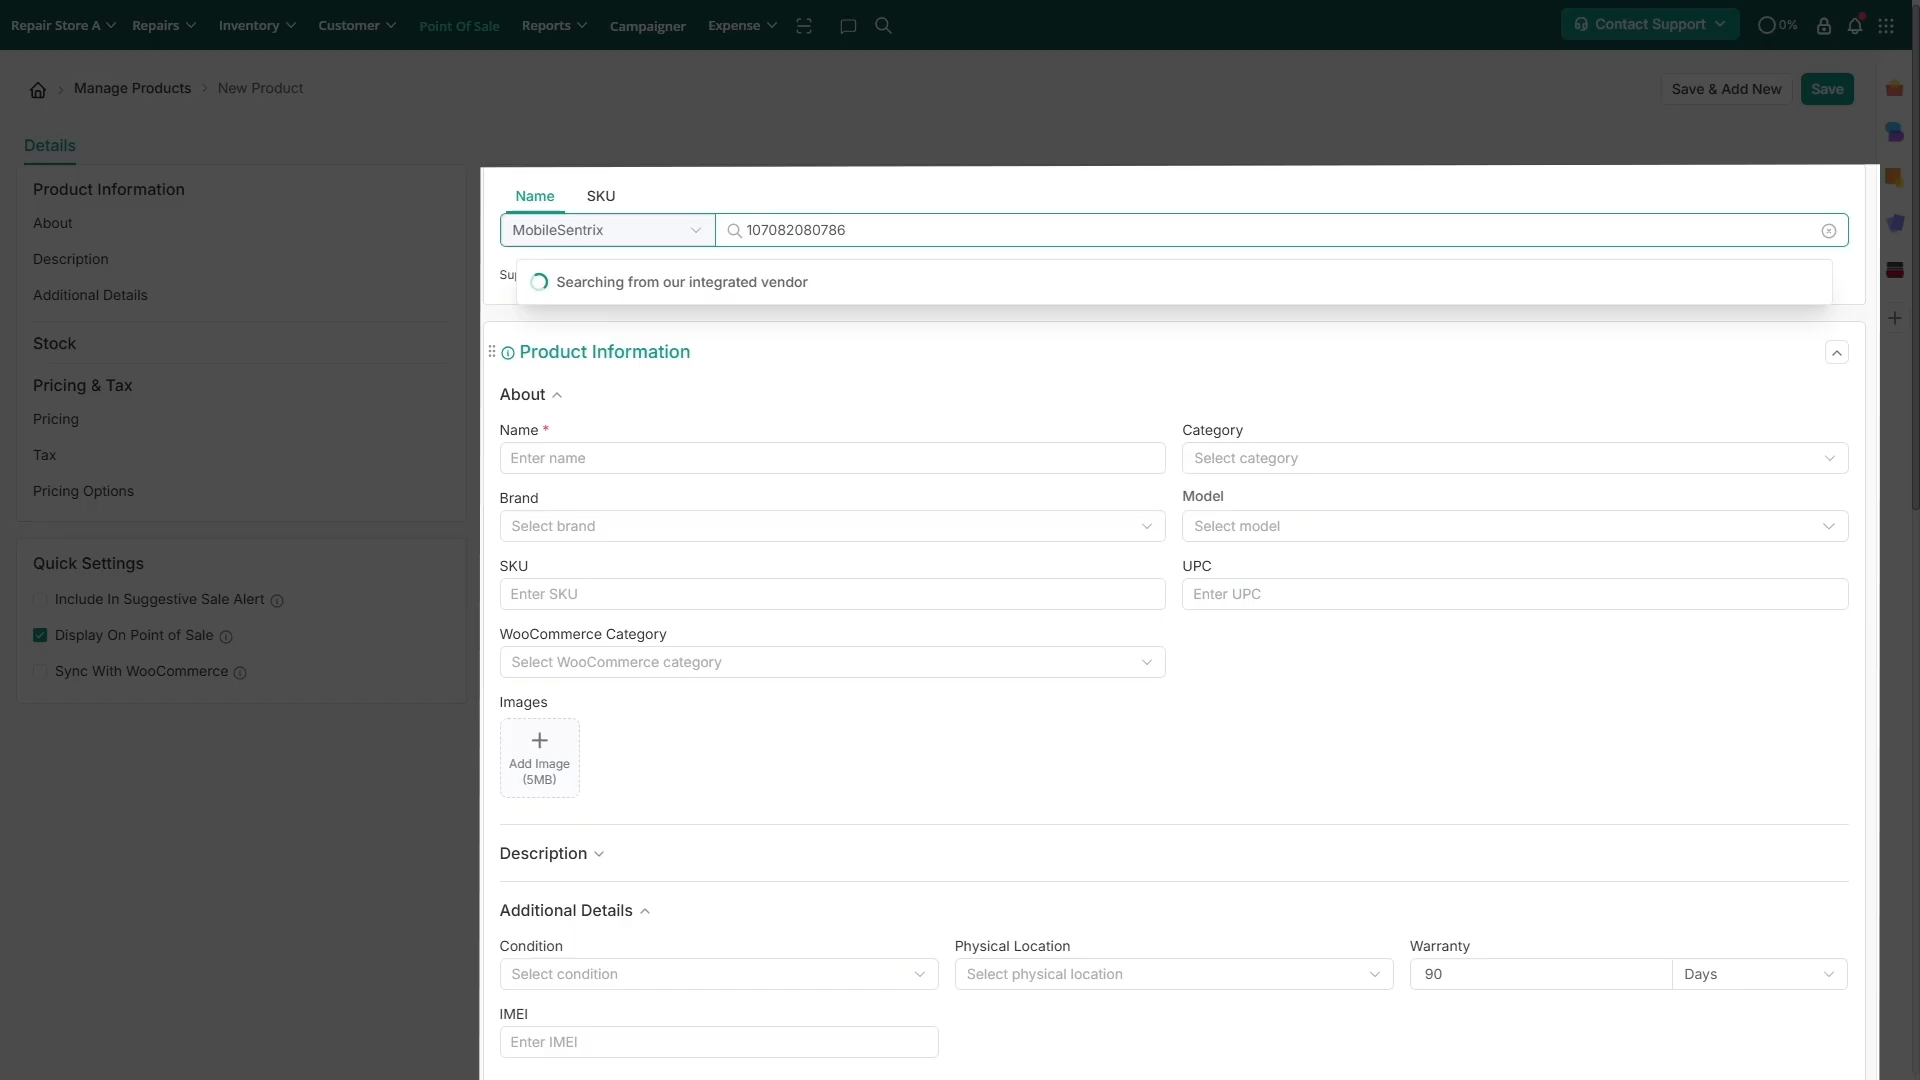 Repair Store A Repairs Inventory Customer Point Of Sale Reports Campaigner Expense Contact Support 0%
Manage Products New Product Save & Add New Save
Details
Product Information
About
Description
Additional Details
Stock
Pricing & Tax
Pricing
Tax
Pricing Options
Quick Settings
Include In Suggestive Sale Alert
Display On Point of Sale
Sync With WooCommerce
Name SKU
MobileSentrix 107082080786
Searching from our integrated vendor
Product Information
About
Name * Category
Enter name Select category
Brand Model
Select brand Select model
SKU UPC
Enter SKU Enter UPC
WooCommerce Category
Select WooCommerce category
Images
Add Image
(5MB)
Description
Additional Details
Condition Physical Location Warranty
Select condition Select physical location 90 Days
IMEI
Enter IMEI